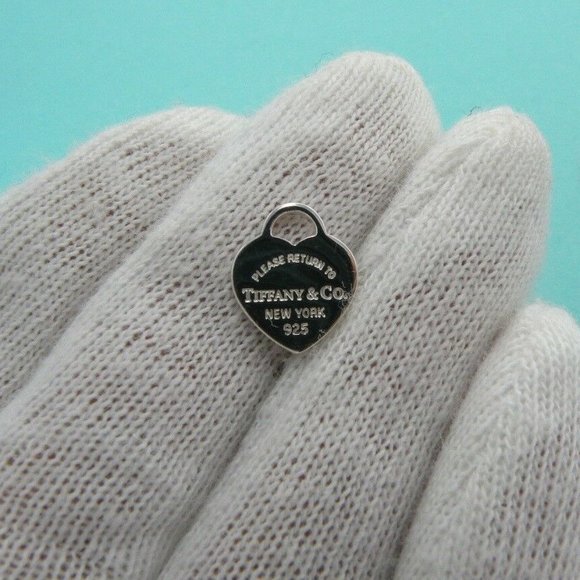 PLEASE RETURN TO
TIFFANY & CO.
NEW YORK
925